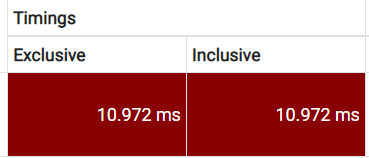 Timings
Exclusive Inclusive
10.972 ms 10.972 ms